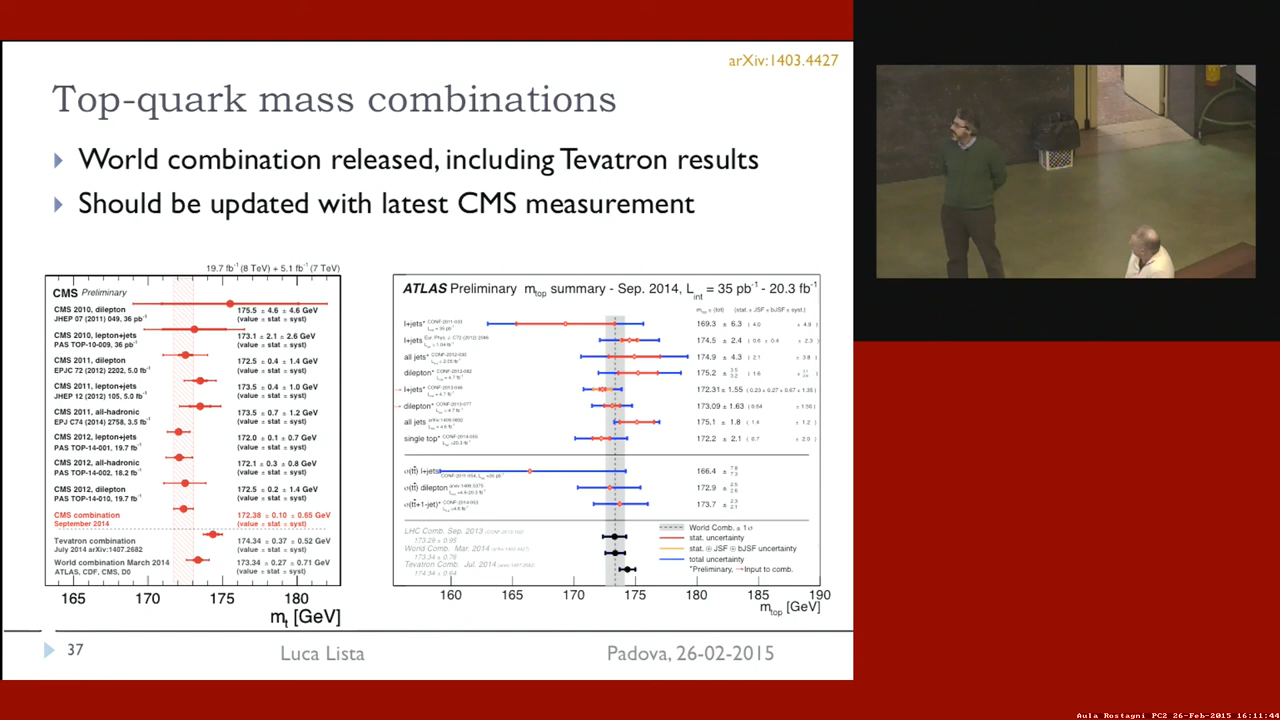 arXiv:1403.4427
Top-quark mass combinations
World combination released, including Tevatron results
Should be updated with latest CMS measurement
19.7 fb⁻¹ (8 TeV) + 5.1 fb⁻¹ (7 TeV)
CMS Preliminary
CMS 2010, dilepton 175.5 ± 4.6 ± 4.6 GeV
JHEP 07 (2011) 049, 36 pb⁻¹ (value ± stat ± syst)
CMS 2010, lepton+jets 173.1 ± 2.1 ± 2.6 GeV
PAS TOP-10-009, 36 pb⁻¹ (value ± stat ± syst)
CMS 2011, dilepton 172.5 ± 0.4 ± 1.4 GeV
EPJC 72 (2012) 2202, 5.0 fb⁻¹ (value ± stat ± syst)
CMS 2011, lepton+jets 173.5 ± 0.4 ± 1.0 GeV
JHEP 12 (2012) 105, 5.0 fb⁻¹ (value ± stat ± syst)
CMS 2011, all-hadronic 173.5 ± 0.7 ± 1.2 GeV
EPJ C74 (2014) 2758, 3.5 fb⁻¹ (value ± stat ± syst)
CMS 2012, lepton+jets 172.0 ± 0.1 ± 0.7 GeV
PAS TOP-14-001, 19.7 fb⁻¹ (value ± stat ± syst)
CMS 2012, all-hadronic 172.1 ± 0.3 ± 0.8 GeV
PAS TOP-14-002, 18.2 fb⁻¹ (value ± stat ± syst)
CMS 2012, dilepton 172.5 ± 0.2 ± 1.4 GeV
PAS TOP-14-010, 19.7 fb⁻¹ (value ± stat ± syst)
CMS combination 172.38 ± 0.10 ± 0.65 GeV
September 2014 (value ± stat ± syst)
Tevatron combination 174.34 ± 0.37 ± 0.52 GeV
July 2014 arXiv:1407.2682 (value ± stat ± syst)
World combination March 2014 173.34 ± 0.27 ± 0.71 GeV
ATLAS, CDF, CMS, D0 (value ± stat ± syst)
165 170 175 180
mt [GeV]
ATLAS Preliminary mtop summary - Sep. 2014, Lint = 35 pb⁻¹ - 20.3 fb⁻¹
l+jets* 169.3 ± 6.3
l+jets 174.5 ± 2.4
all jets* 174.9 ± 4.3
dilepton* 175.2
l+jets* 172.31 ± 1.55
dilepton* 173.09 ± 1.63
all jets 175.1 ± 1.8
single top* 172.2 ± 2.1
σ(tt̄) l+jets 166.4
σ(tt̄) dilepton 172.9
σ(tt̄+1-jet)* 173.7
LHC Comb. Sep. 2013
173.29 ± 0.95
World Comb. Mar. 2014
173.34 ± 0.76
Tevatron Comb. Jul. 2014
174.34 ± 0.64
World Comb. ± 1σ
stat. uncertainty
stat. ⊕ JSF ⊕ bJSF uncertainty
total uncertainty
*Preliminary, →Input to comb.
160 165 170 175 180 185 190
mtop [GeV]
37 Luca Lista Padova, 26-02-2015
Aula Rostagni PC2 26-Feb-2015 16:11:44